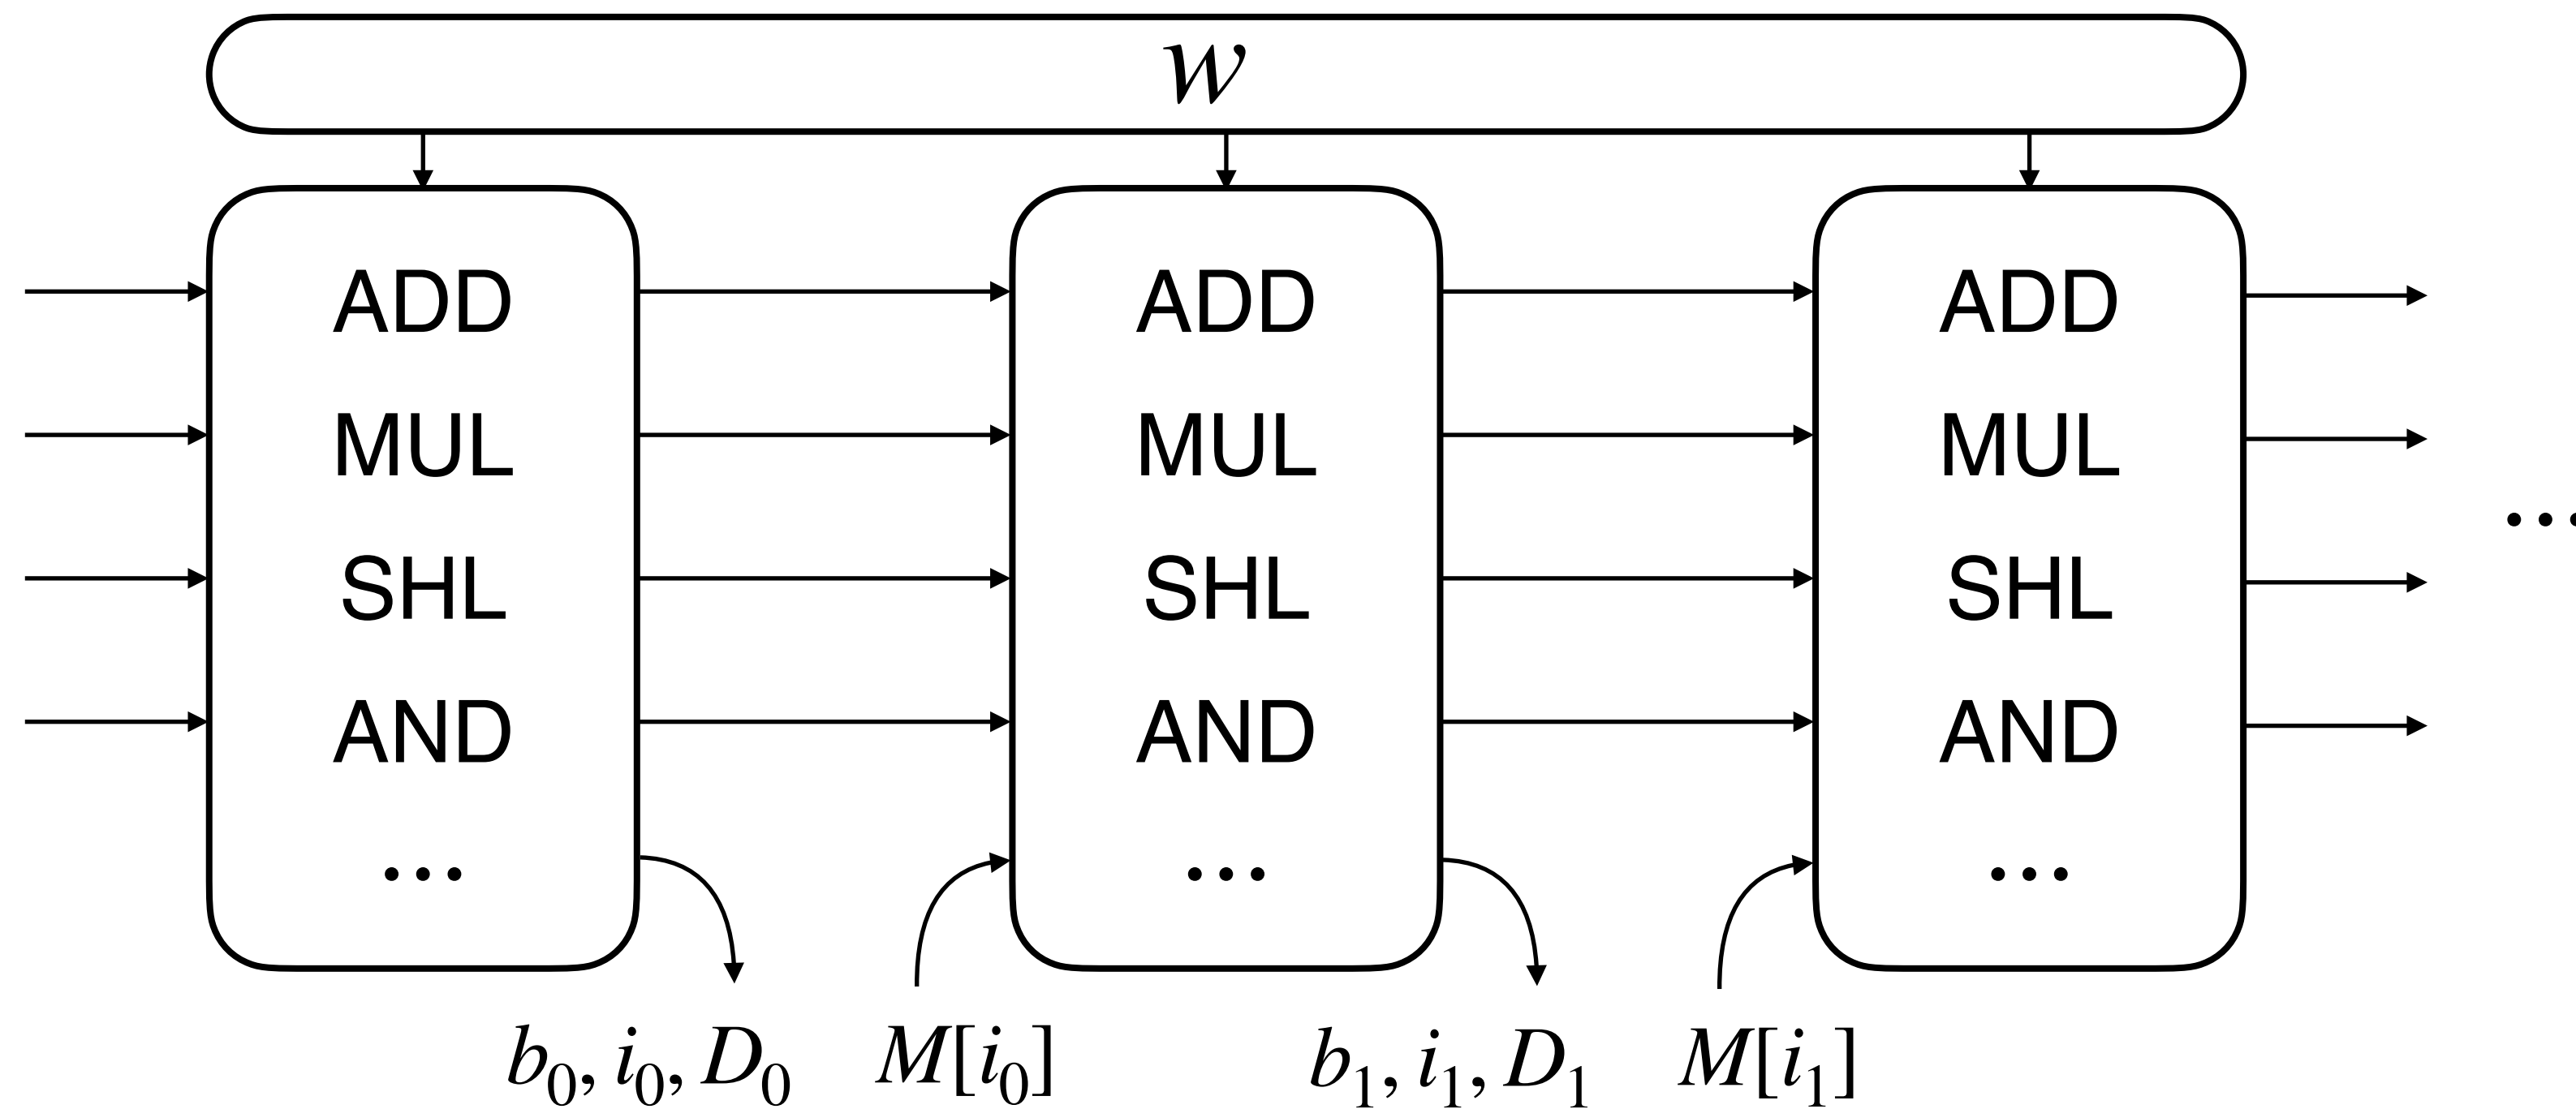 w
ADD ADD ADD
MUL MUL MUL
SHL SHL SHL
AND AND AND
...
... ... ...
b₀, i₀, D₀ M[i₀] b₁, i₁, D₁ M[i₁]